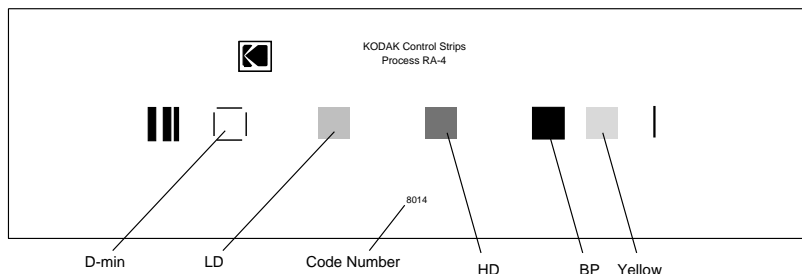 KODAK Control Strips
Process RA-4
8014
D-min LD Code Number HD BP Yellow